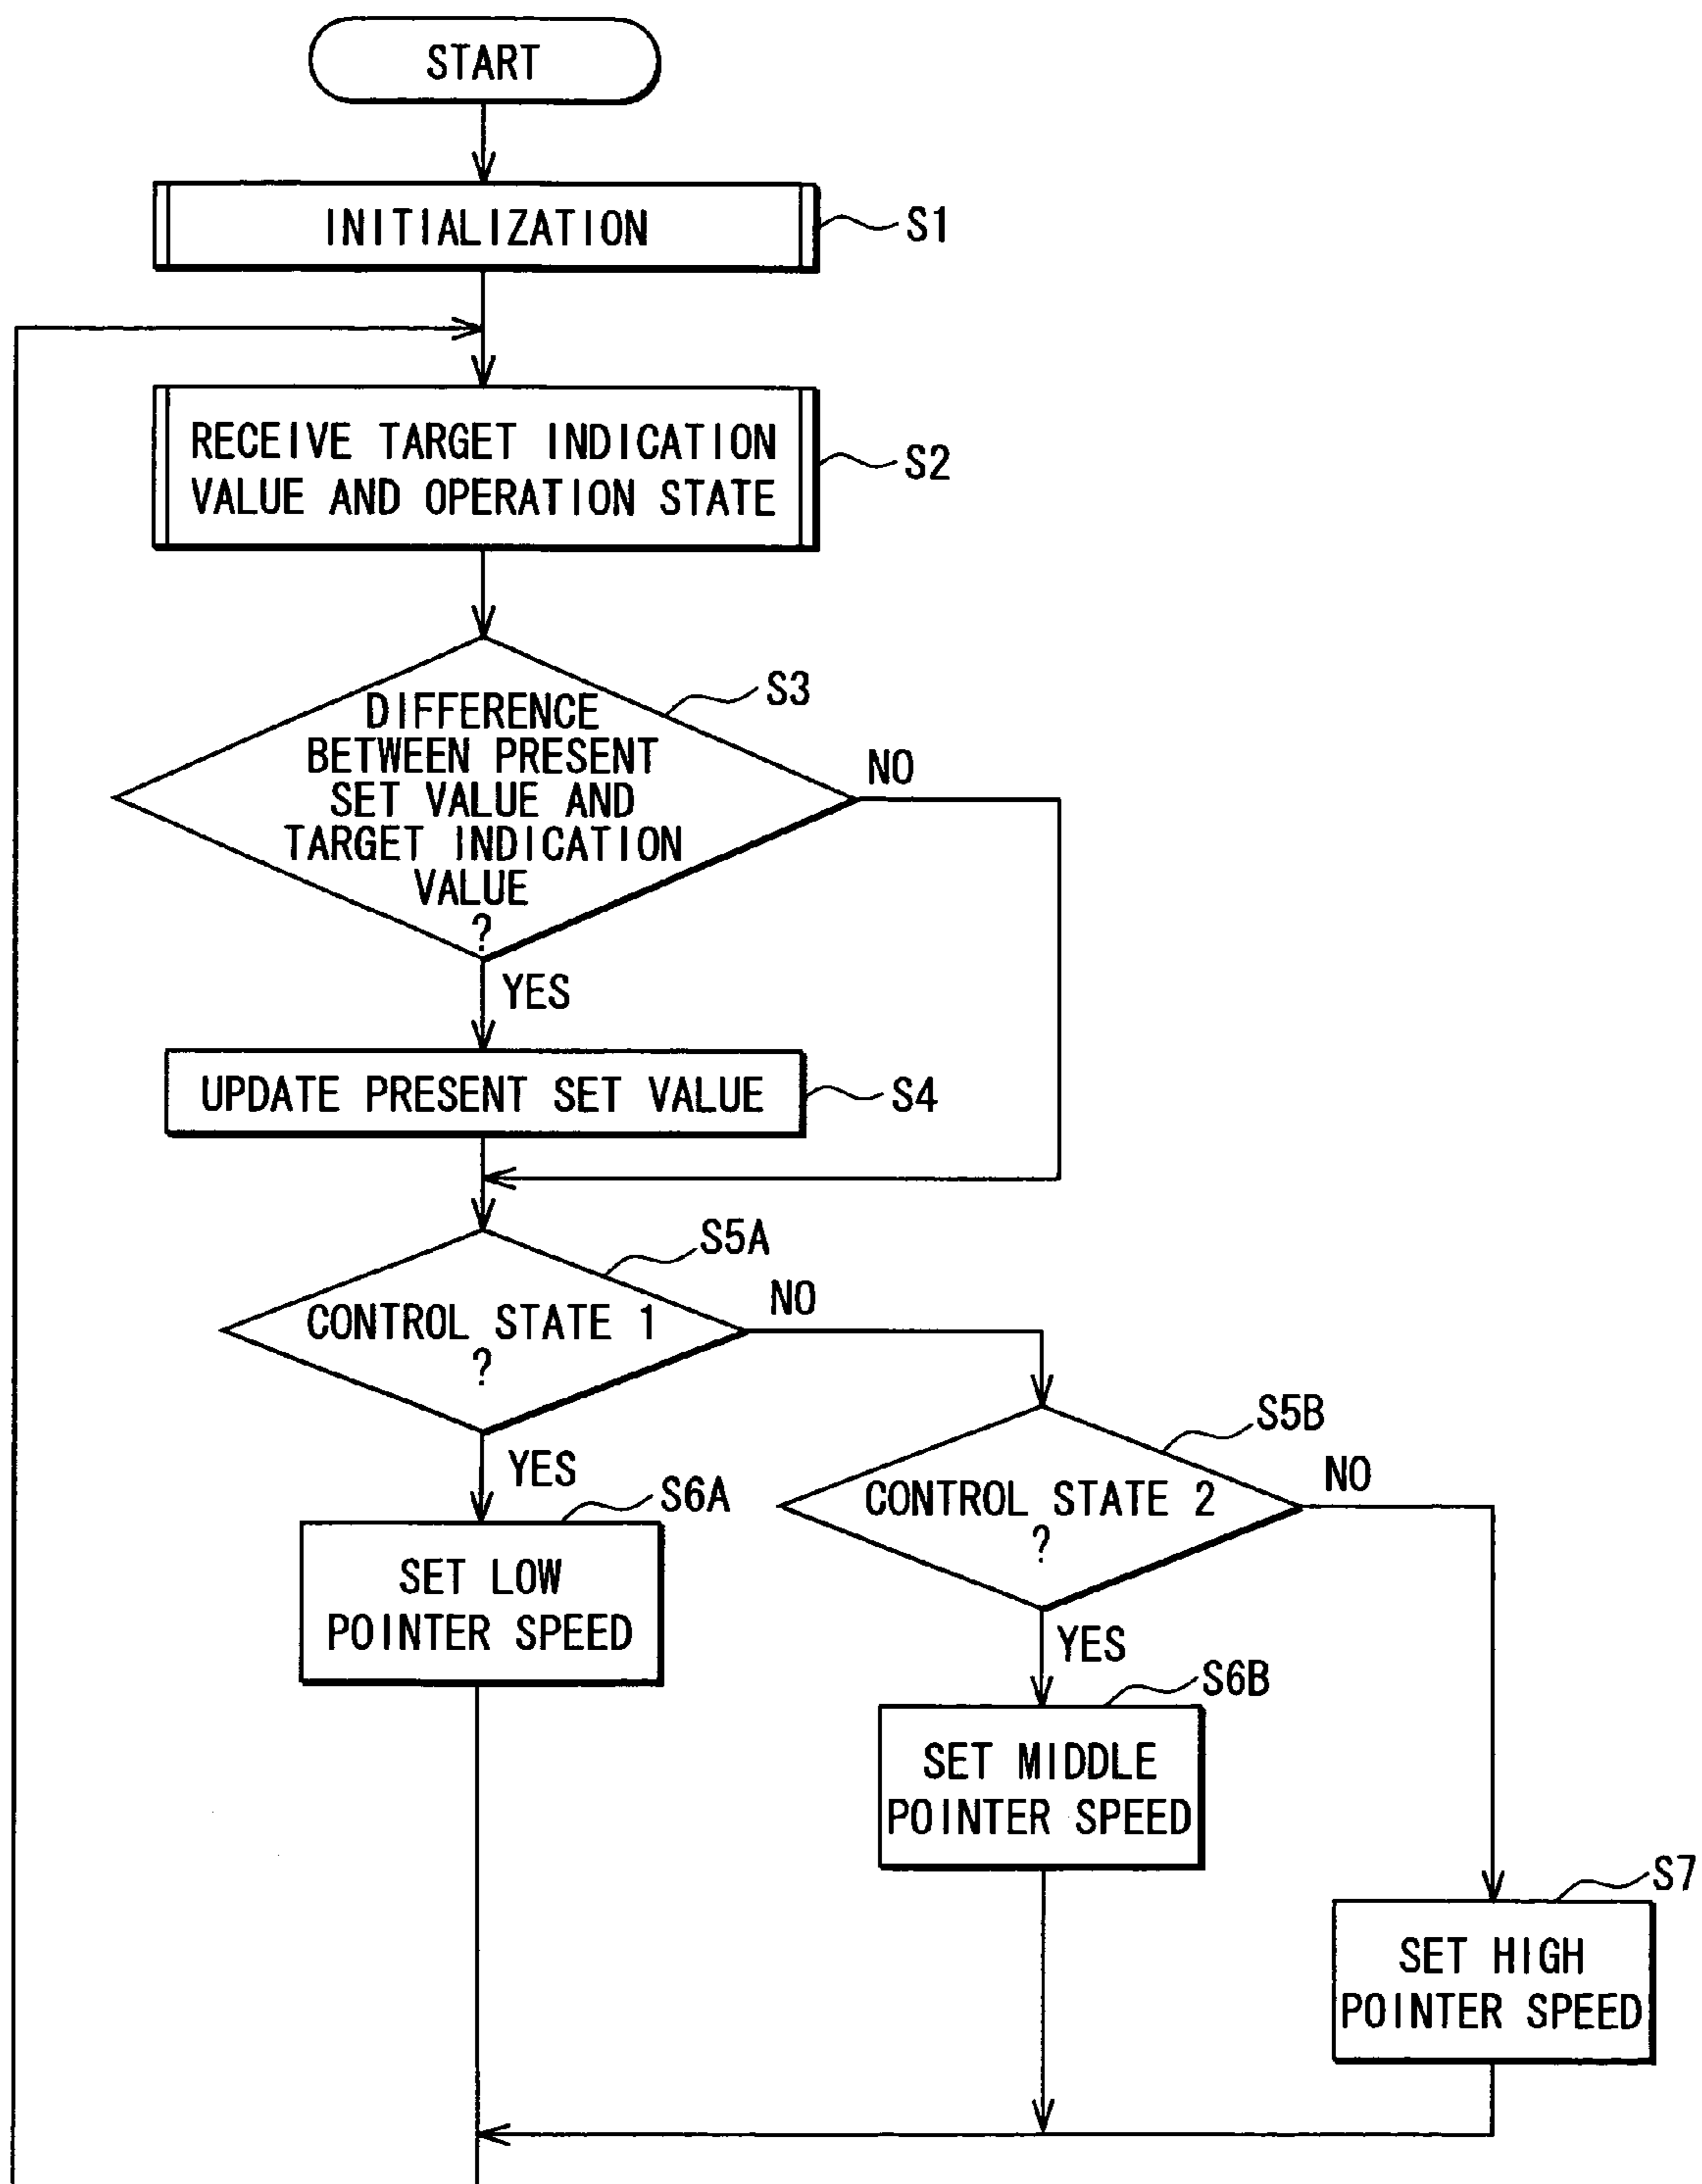 START
INITIALIZATION
S1
RECEIVE TARGET INDICATION
VALUE AND OPERATION STATE
S2
S3
DIFFERENCE
BETWEEN PRESENT
SET VALUE AND
TARGET INDICATION
VALUE
?
NO
YES
UPDATE PRESENT SET VALUE
S4
S5A
CONTROL STATE 1
?
NO
YES
S5B
CONTROL STATE 2
?
NO
YES
S6A
SET LOW
POINTER SPEED
S6B
SET MIDDLE
POINTER SPEED
S7
SET HIGH
POINTER SPEED